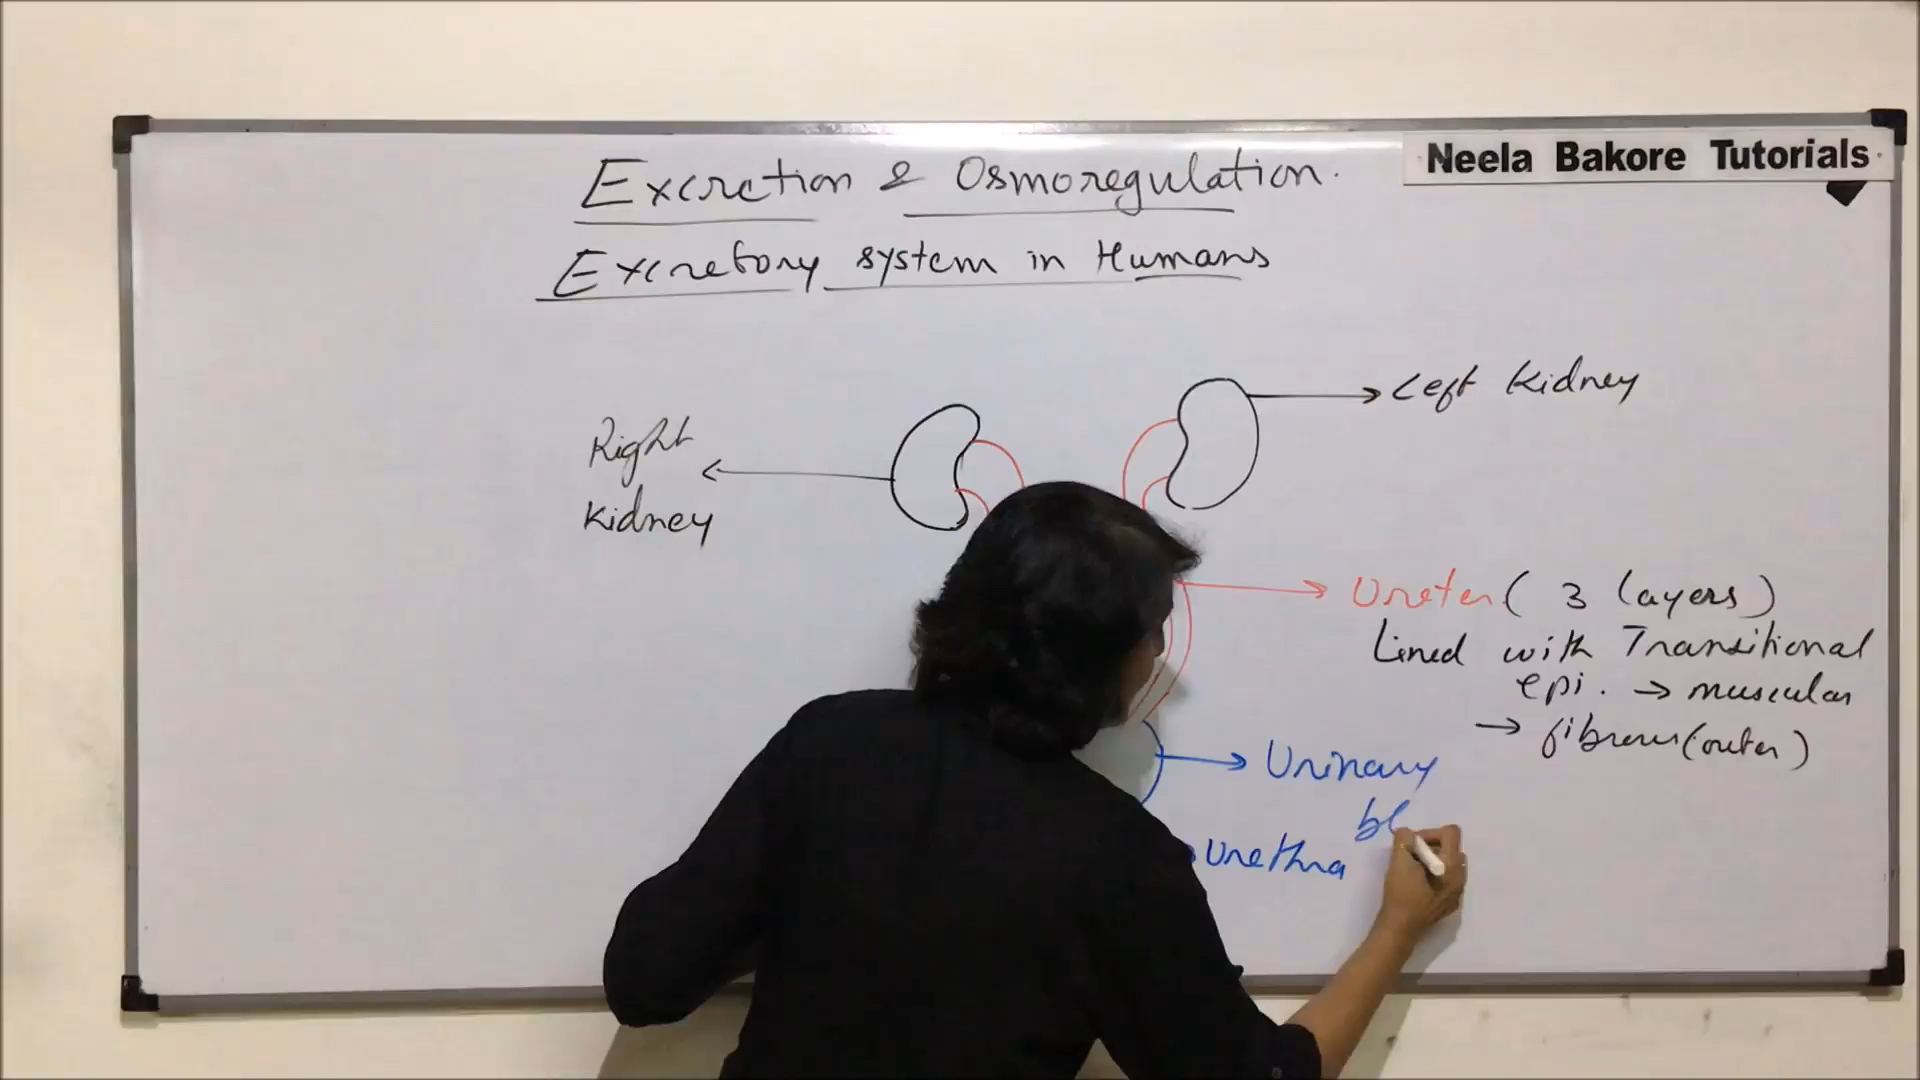 Neela Bakore Tutorials
Excretion & Osmoregulation.
Excretory system in Humans
Left Kidney
Right
Kidney
Ureter ( 3 layers)
Lined with Transitional
epi. → muscular
→ fibrous (outer)
Urinary
bl
Urethra